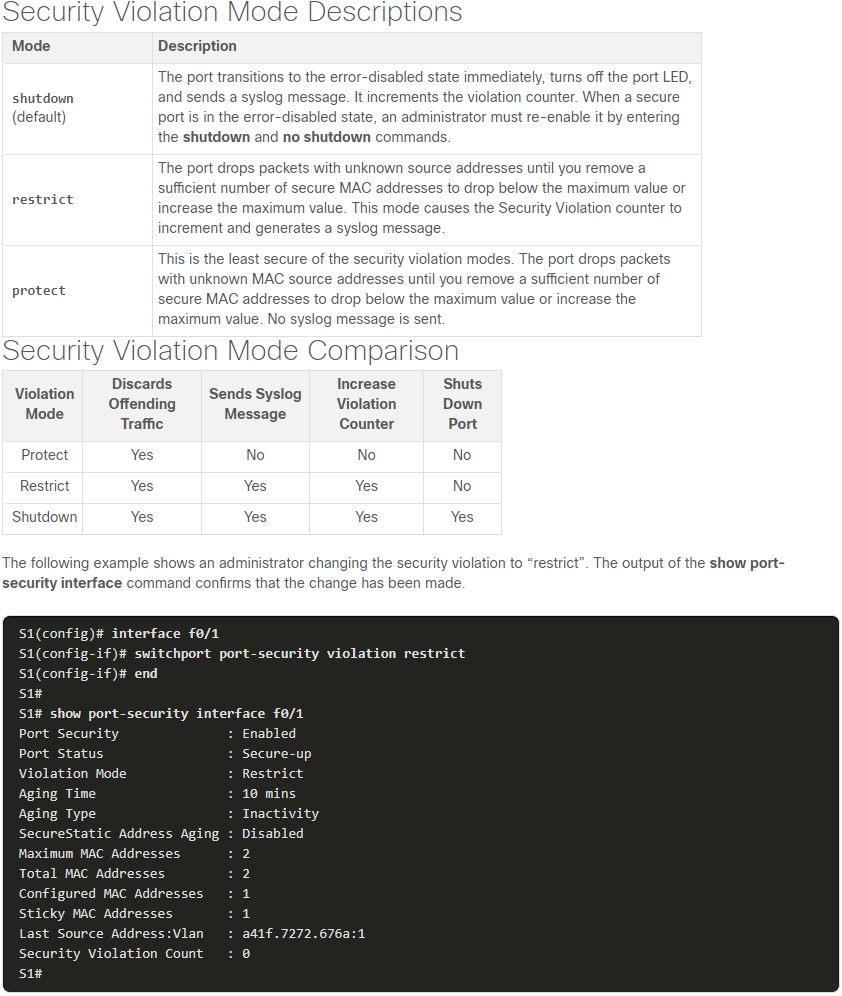 Security Violation Mode Descriptions
Mode Description
shutdown
(default)
The port transitions to the error-disabled state immediately, turns off the port LED,
and sends a syslog message. It increments the violation counter. When a secure
port is in the error-disabled state, an administrator must re-enable it by entering
the shutdown and no shutdown commands.
restrict
The port drops packets with unknown source addresses until you remove a
sufficient number of secure MAC addresses to drop below the maximum value or
increase the maximum value. This mode causes the Security Violation counter to
increment and generates a syslog message.
protect
This is the least secure of the security violation modes. The port drops packets
with unknown MAC source addresses until you remove a sufficient number of
secure MAC addresses to drop below the maximum value or increase the
maximum value. No syslog message is sent.
Security Violation Mode Comparison
Violation
Mode
Discards
Offending
Traffic
Sends Syslog
Message
Increase
Violation
Counter
Shuts
Down
Port
Protect Yes No No No
Restrict Yes Yes Yes No
Shutdown Yes Yes Yes Yes
The following example shows an administrator changing the security violation to “restrict”. The output of the show port-
security interface command confirms that the change has been made.
S1(config)# interface f0/1
S1(config-if)# switchport port-security violation restrict
S1(config-if)# end
S1#
S1# show port-security interface f0/1
Port Security : Enabled
Port Status : Secure-up
Violation Mode : Restrict
Aging Time : 10 mins
Aging Type : Inactivity
SecureStatic Address Aging : Disabled
Maximum MAC Addresses : 2
Total MAC Addresses : 2
Configured MAC Addresses : 1
Sticky MAC Addresses : 1
Last Source Address:Vlan : a41f.7272.676a:1
Security Violation Count : 0
S1#